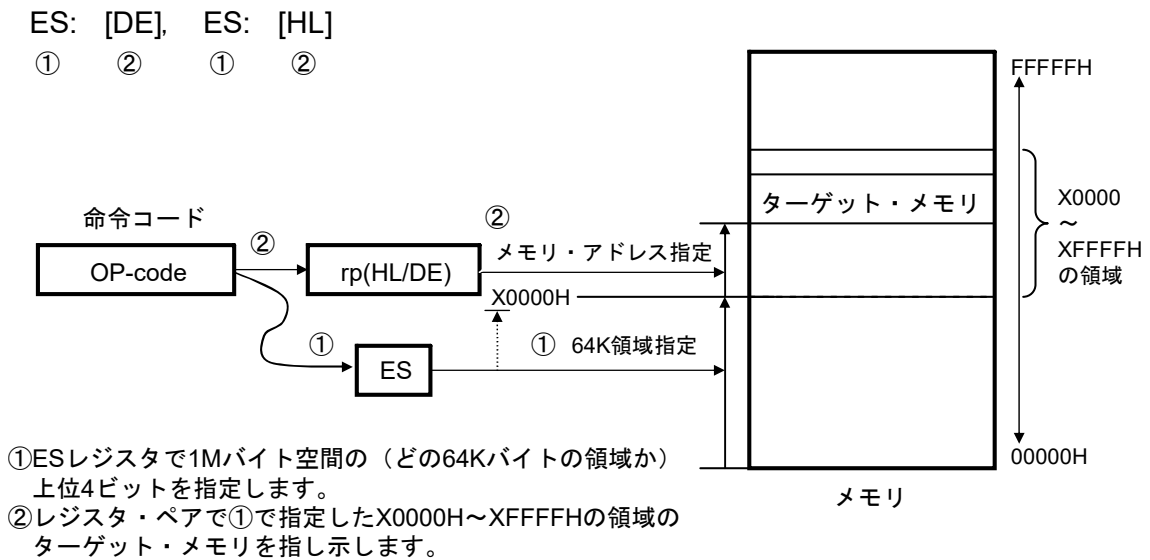 ES: [DE], ES: [HL]
① ② ① ②
FFFFFH
ターゲット・メモリ
X0000
～
XFFFFH
の領域
命令コード
②
②
メモリ・アドレス指定
OP-code
rp(HL/DE)
X0000H
①
① 64K領域指定
ES
00000H
メモリ
①ESレジスタで1Mバイト空間の（どの64Kバイトの領域か）
上位4ビットを指定します。
②レジスタ・ペアで①で指定したX0000H～XFFFFHの領域の
ターゲット・メモリを指し示します。